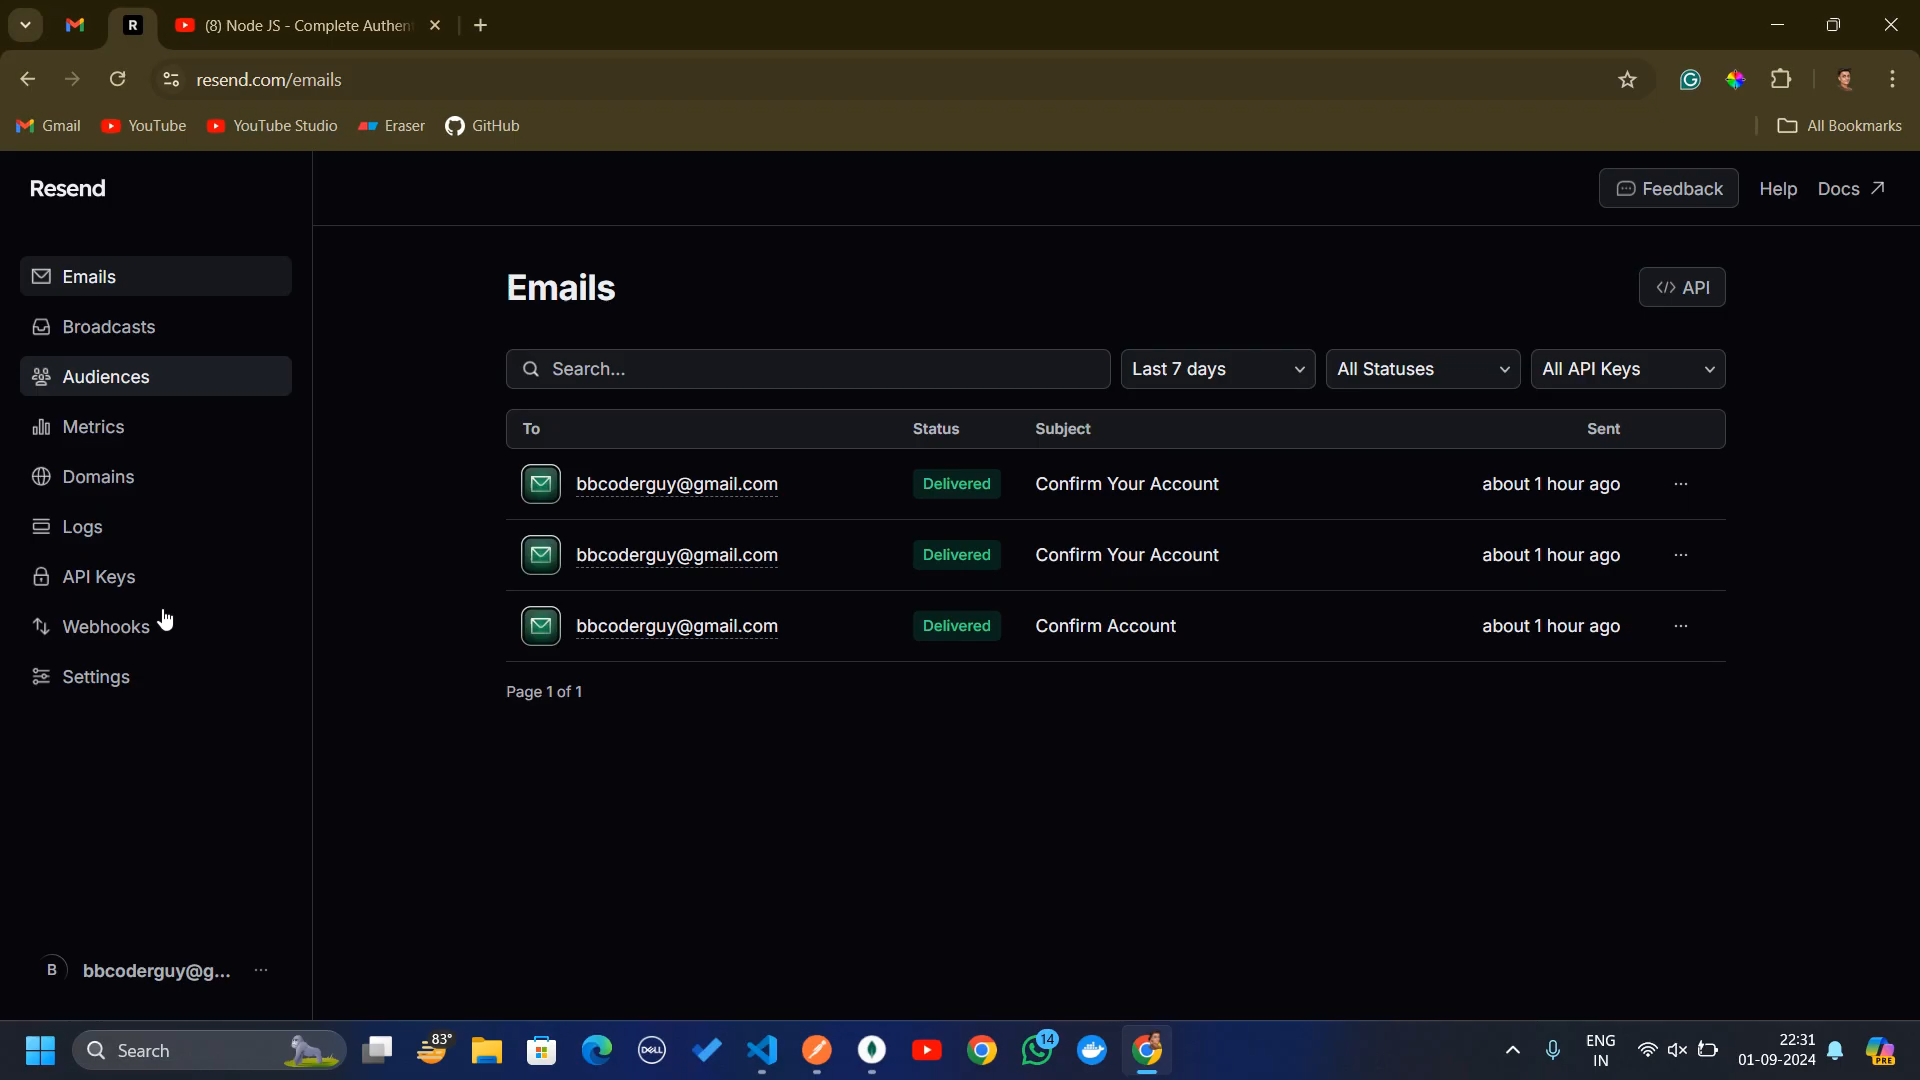 (8) Node JS - Complete Authen
resend.com/emails
Gmail YouTube YouTube Studio Eraser GitHub All Bookmarks
Resend
Feedback Help Docs
Emails
Broadcasts
Audiences
Metrics
Domains
Logs
API Keys
Webhooks
Settings
B bbcoderguy@g... ...
Emails
</> API
Search... Last 7 days All Statuses All API Keys
To Status Subject Sent
bbcoderguy@gmail.com Delivered Confirm Your Account about 1 hour ago ...
bbcoderguy@gmail.com Delivered Confirm Your Account about 1 hour ago ...
bbcoderguy@gmail.com Delivered Confirm Account about 1 hour ago ...
Page 1 of 1
Search 83° DELL 14 ENG 22:31
IN 01-09-2024 PRE